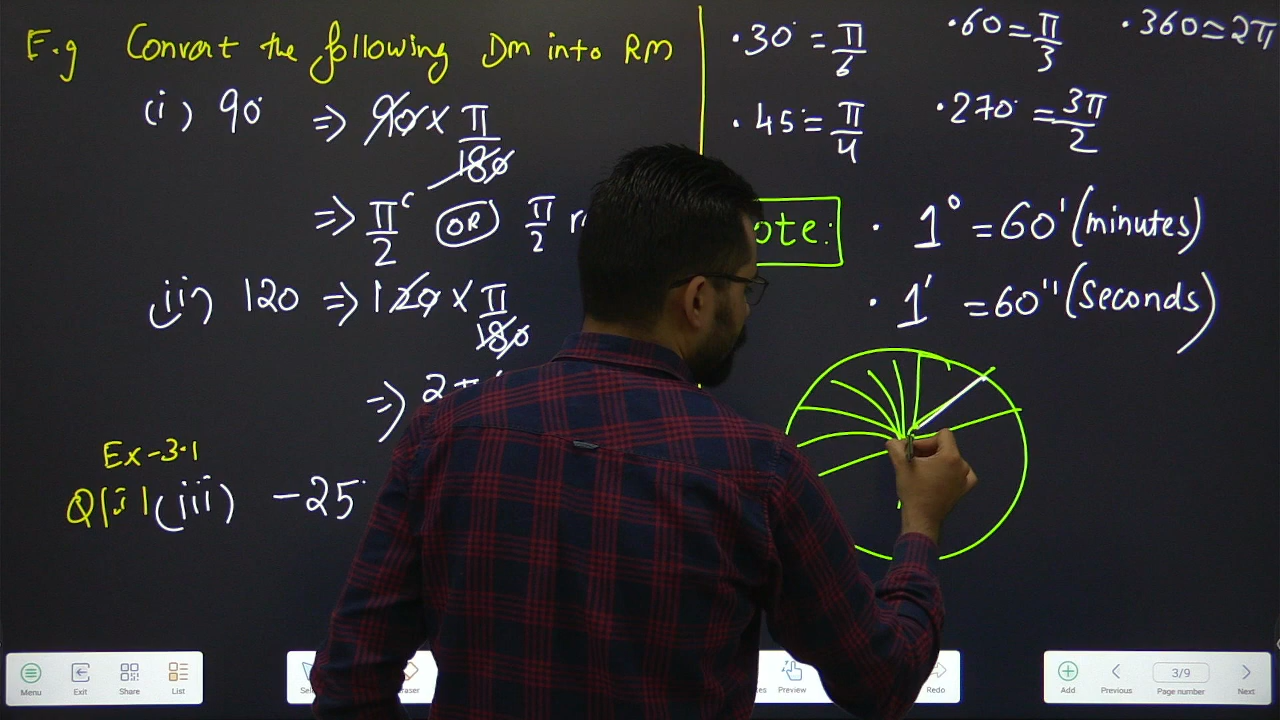 E.g Convert the following Dm into RM
(i) 90° ⇒ 90 × π/180
⇒ π/2ᶜ OR π/2 r
(ii) 120 ⇒ 120 × π/180
⇒ 2
Ex-3.1
(iii) -25°
• 30° = π/6
• 60 = π/3
• 360 = 2π
• 45° = π/4
• 270° = 3π/2
ote:
• 1° = 60' (minutes)
• 1' = 60'' (Seconds)
Menu Exit Share List
Preview
Redo
Add Previous 3/9 Next
Page number